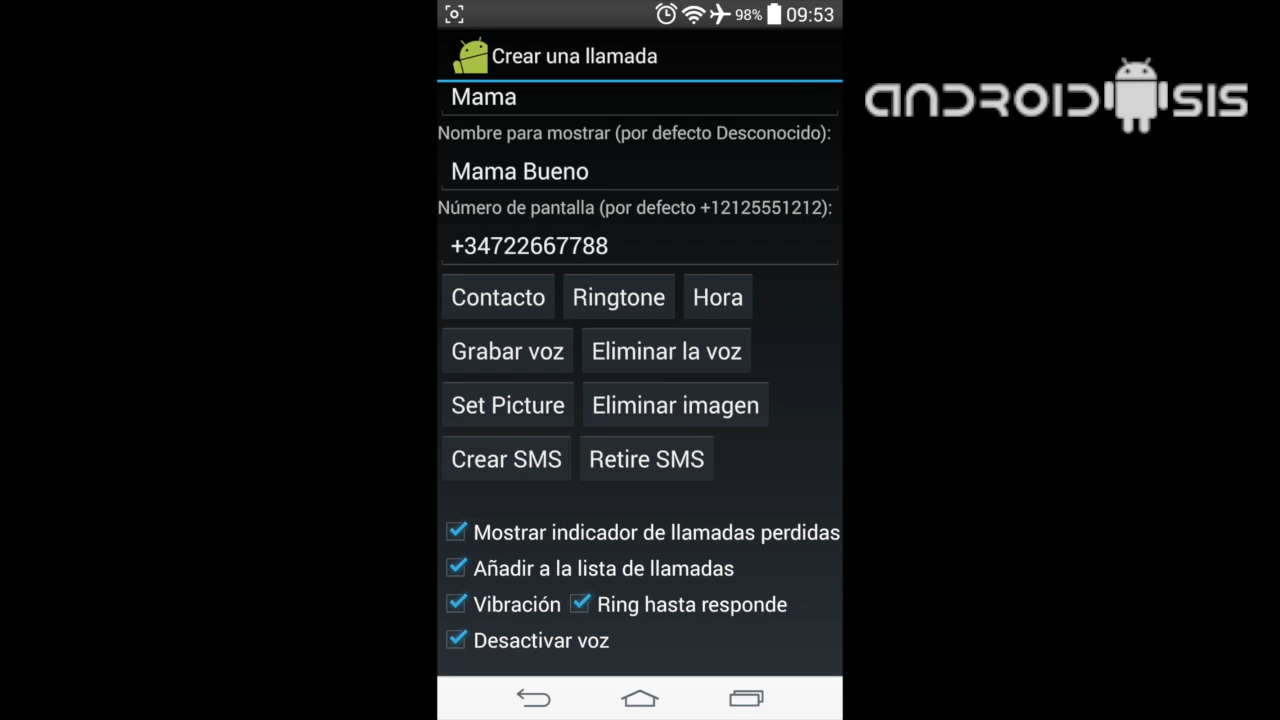 98% 09:53
Crear una llamada
ANDROIDSIS
Mama
Nombre para mostrar (por defecto Desconocido):
Mama Bueno
Número de pantalla (por defecto +12125551212):
+34722667788
Contacto Ringtone Hora
Grabar voz Eliminar la voz
Set Picture Eliminar imagen
Crear SMS Retire SMS
Mostrar indicador de llamadas perdidas
Añadir a la lista de llamadas
Vibración Ring hasta responde
Desactivar voz